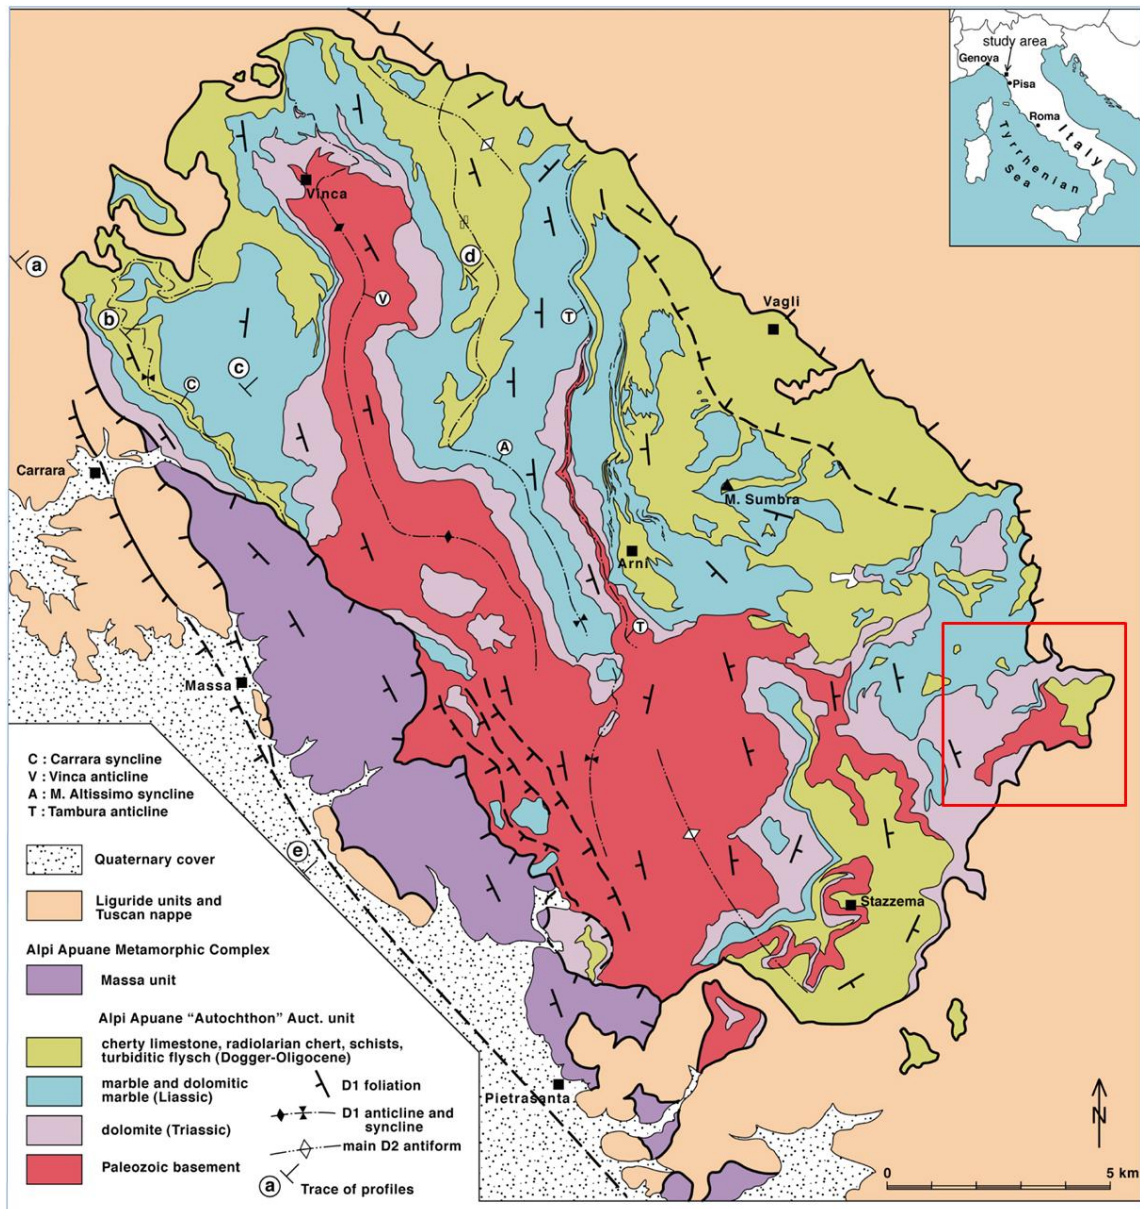 study area
Genova
Pisa
Roma
Italy
Tyrrhenian
Sea
Vinca
a
d
b
V
T
Vagli
C
c
A
Carrara
M. Sumbra
Arni
T
Massa
C : Carrara syncline
V : Vinca anticline
A : M. Altissimo syncline
T : Tambura anticline
e
Stazzema
Quaternary cover
Liguride units and
Tuscan nappe
Alpi Apuane Metamorphic Complex
Massa unit
Alpi Apuane “Autochthon” Auct. unit
cherty limestone, radiolarian chert, schists,
turbiditic flysch (Dogger-Oligocene)
marble and dolomitic
marble (Liassic)
dolomite (Triassic)
Paleozoic basement
D1 foliation
D1 anticline and
syncline
main D2 antiform
a
Trace of profiles
Pietrasanta
N
0
5 km